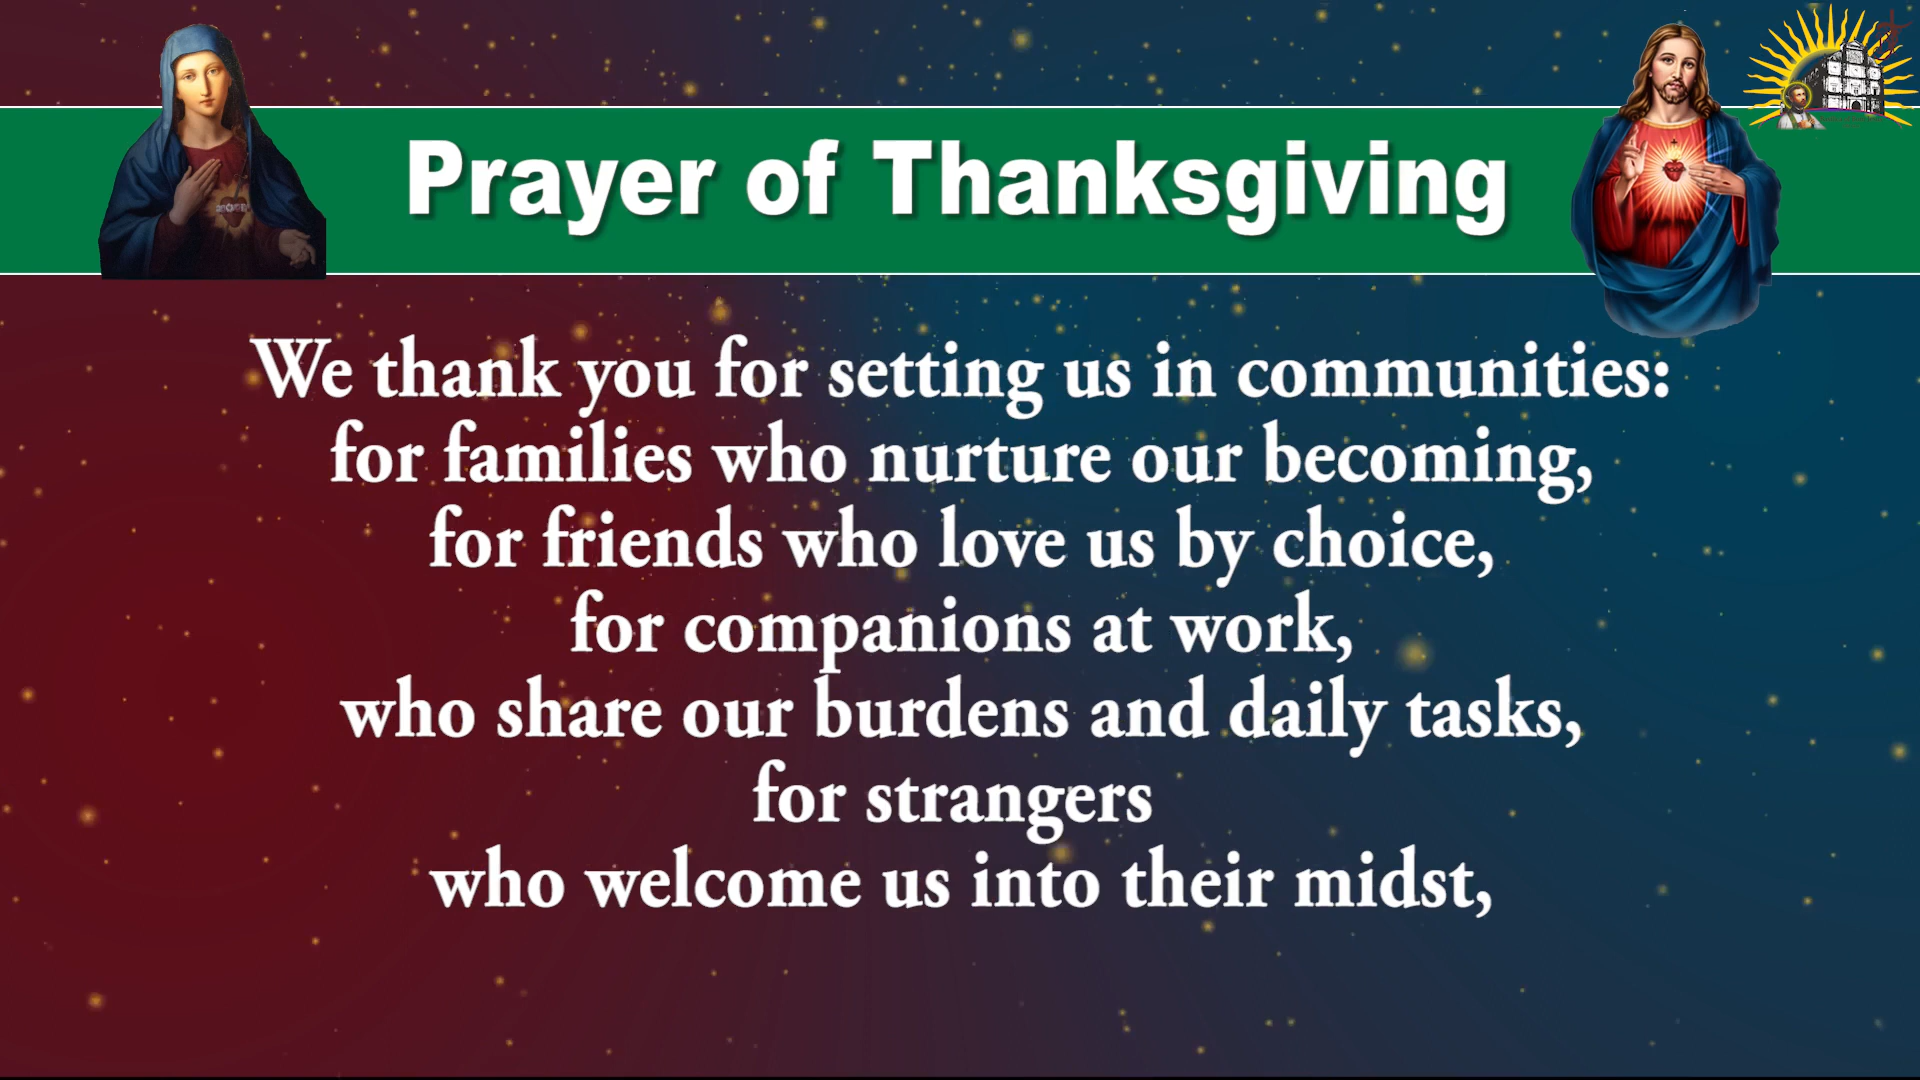 Prayer of Thanksgiving
We thank you for setting us in communities:
for families who nurture our becoming,
for friends who love us by choice,
for companions at work,
who share our burdens and daily tasks,
for strangers
who welcome us into their midst,